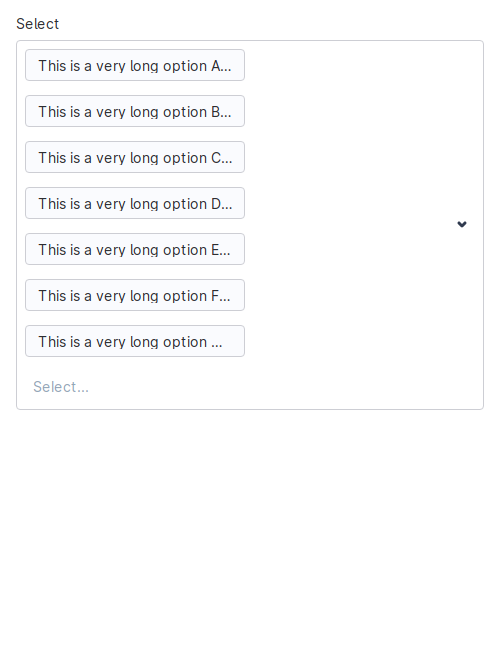 Select
This is a very long option A...
This is a very long option B...
This is a very long option C...
This is a very long option D...
This is a very long option E...
This is a very long option F...
This is a very long option ...
Select...